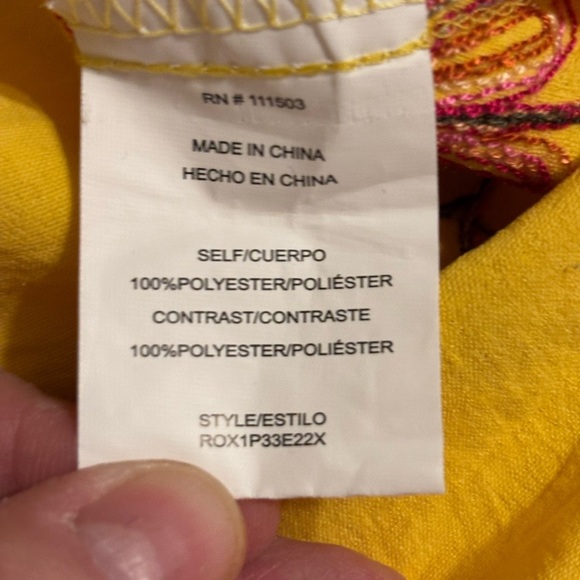 RN # 111503
MADE IN CHINA
HECHO EN CHINA
SELF/CUERPO
100%POLYESTER/POLIÉSTER
CONTRAST/CONTRASTE
100%POLYESTER/POLIÉSTER
STYLE/ESTILO
ROX1P33E22X